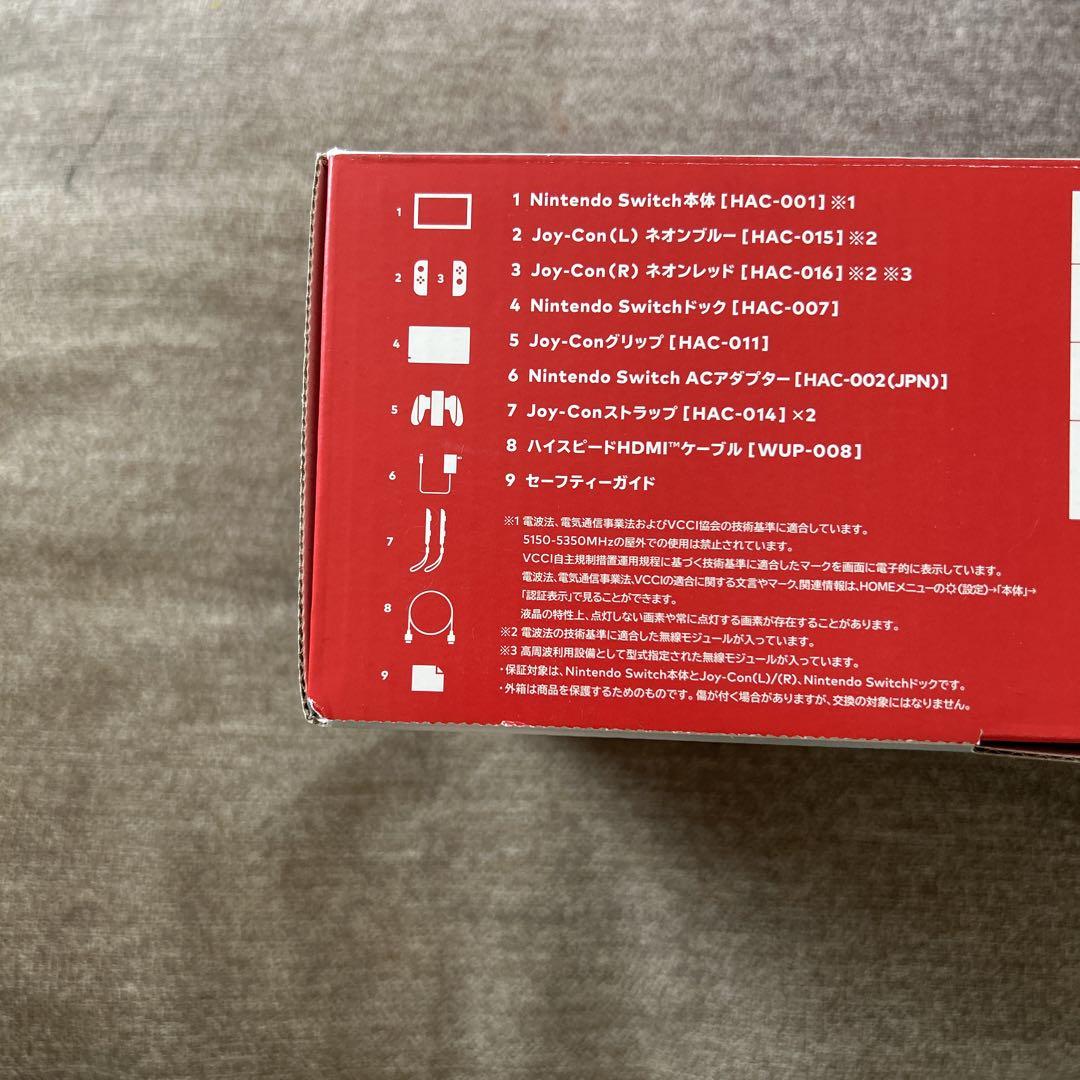 1 Nintendo Switch本体[HAC-001]※1
2 Joy-Con(L) ネオンブルー[HAC-015]※2
3 Joy-Con(R) ネオンレッド[HAC-016]※2 ※3
4 Nintendo Switchドック[HAC-007]
5 Joy-Conグリップ[HAC-011]
6 Nintendo Switch ACアダプター[HAC-002(JPN)]
7 Joy-Conストラップ[HAC-014]×2
8 ハイスピードHDMI™ケーブル[WUP-008]
9 セーフティーガイド
1
2 3
4
5
6
7
8
9
※1 電波法、電気通信事業法およびVCCI協会の技術基準に適合しています。
5150-5350MHzの屋外での使用は禁止されています。
VCCI自主規制措置運用規程に基づく技術基準に適合したマークを画面に電子的に表示しています。
電波法、電気通信事業法、VCCIの適合に関する文言やマーク、関連情報は、HOMEメニューの(設定)→「本体」→
「認証表示」で見ることができます。
液晶の特性上、点灯しない画素や常に点灯する画素が存在することがあります。
※2 電波法の技術基準に適合した無線モジュールが入っています。
※3 高周波利用設備として型式指定された無線モジュールが入っています。
・保証対象は、Nintendo Switch本体とJoy-Con(L)/(R)、Nintendo Switchドックです。
・外箱は商品を保護するためのものです。傷が付く場合がありますが、交換の対象にはなりません。